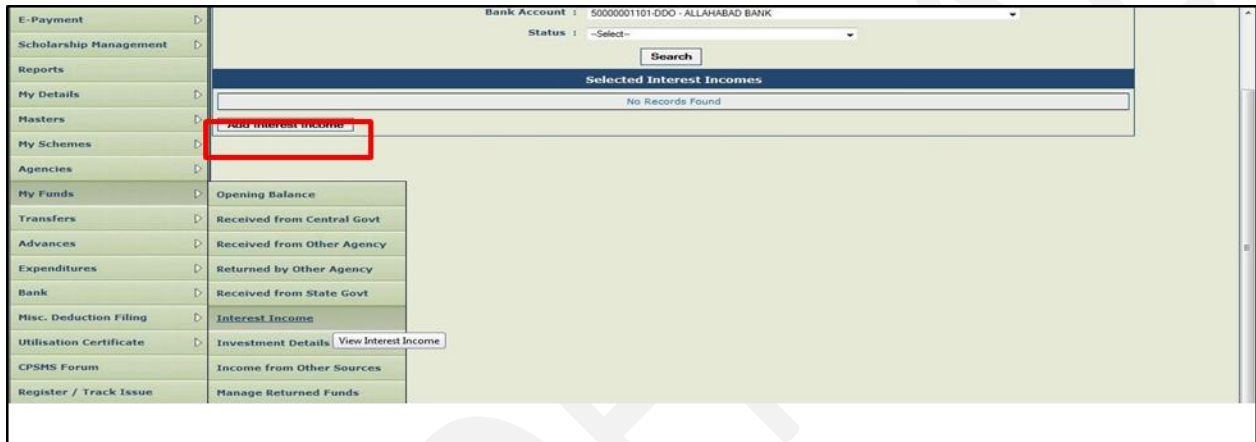 E-Payment
Scholarship Management
Reports
My Details
Masters
My Schemes
Agencies
My Funds
Transfers
Advances
Expenditures
Bank
Misc. Deduction Filing
Utilisation Certificate
CPSMS Forum
Register / Track Issue
Bank Account : 50000001101-DDO - ALLAHABAD BANK
Status : --Select--
Search
Selected Interest Incomes
No Records Found
Add Interest Income
Opening Balance
Received from Central Govt
Received from Other Agency
Returned by Other Agency
Received from State Govt
Interest Income
Investment Details
View Interest Income
Income from Other Sources
Manage Returned Funds